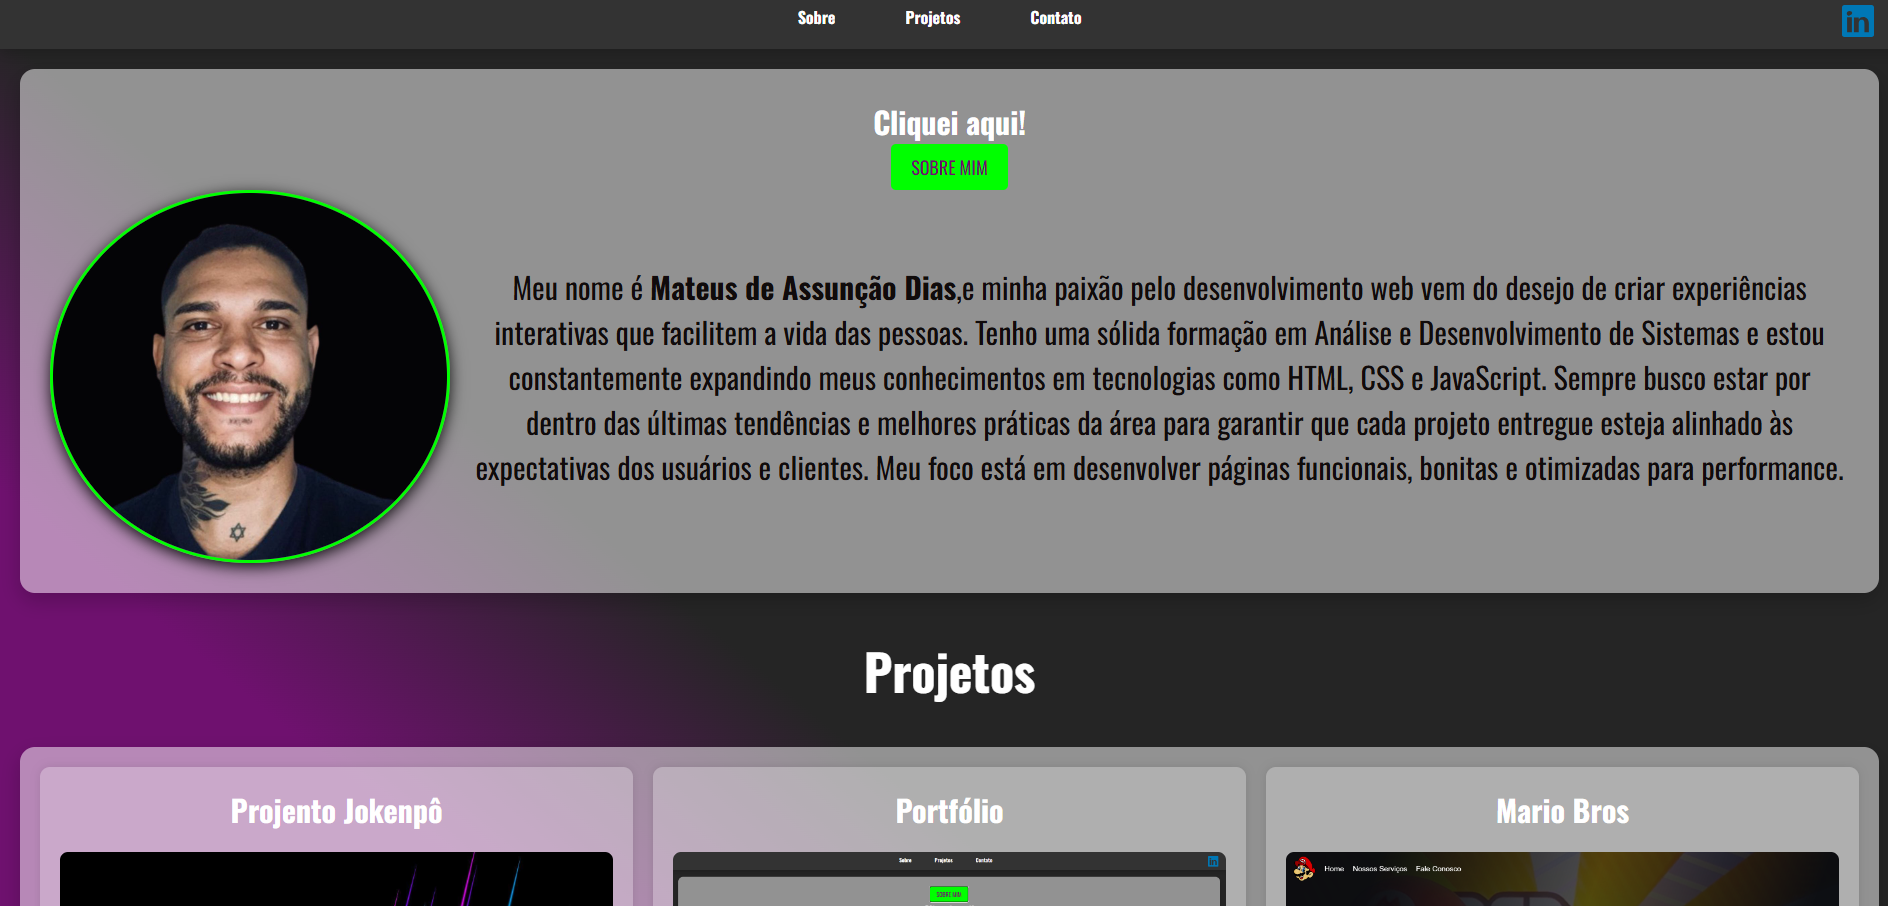 Sobre Projetos Contato
in
Cliquei aqui!
SOBRE MIM
Meu nome é Mateus de Assunção Dias,e minha paixão pelo desenvolvimento web vem do desejo de criar experiências
interativas que facilitem a vida das pessoas. Tenho uma sólida formação em Análise e Desenvolvimento de Sistemas e estou
constantemente expandindo meus conhecimentos em tecnologias como HTML, CSS e JavaScript. Sempre busco estar por
dentro das últimas tendências e melhores práticas da área para garantir que cada projeto entregue esteja alinhado às
expectativas dos usuários e clientes. Meu foco está em desenvolver páginas funcionais, bonitas e otimizadas para performance.
Projetos
Projento Jokenpô
Portfólio
Sobre Projetos Contato
in
SOBRE MIM
Mario Bros
Home Nossos Serviços Fale Conosco